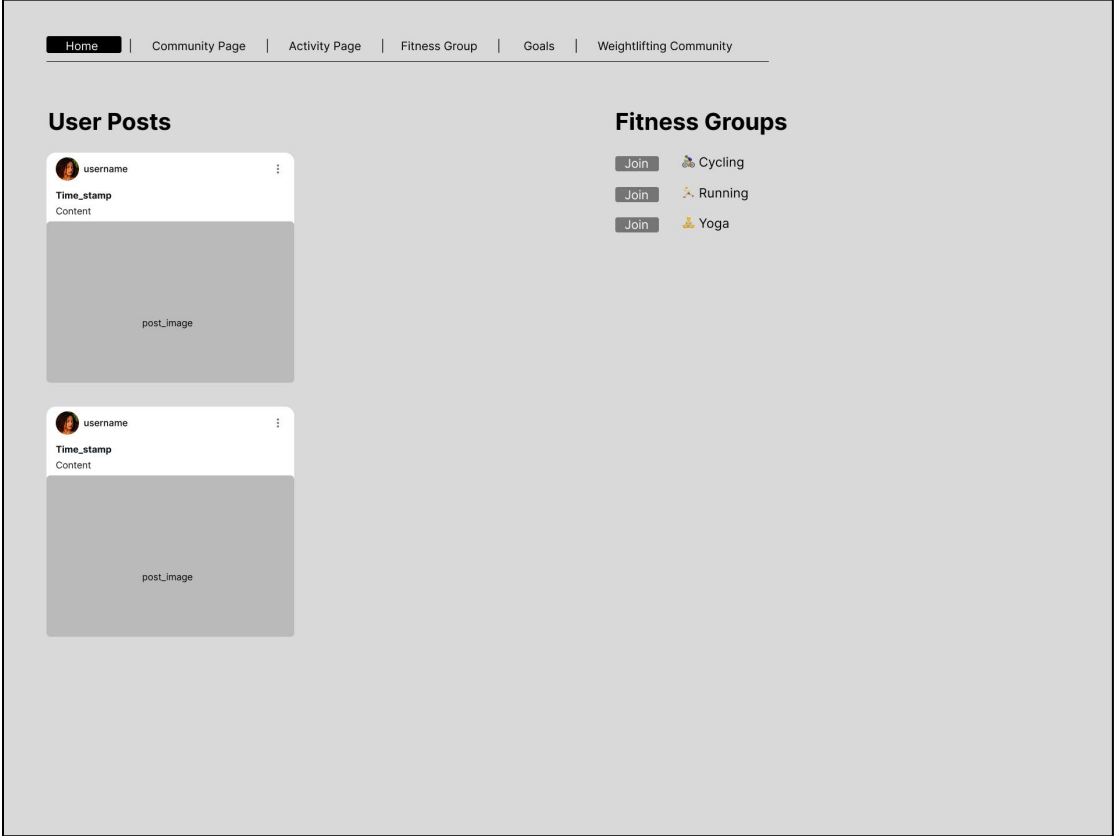 Home | Community Page | Activity Page | Fitness Group | Goals | Weightlifting Community
User Posts
username
Time_stamp
Content
post_image
username
Time_stamp
Content
post_image
Fitness Groups
Join 🚴 Cycling
Join 🏃 Running
Join 🧘 Yoga